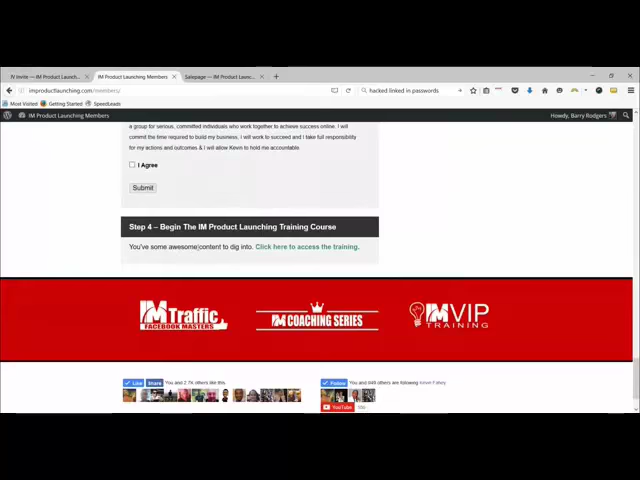 IV Invite — IM Product Launch...
IM Product Launching Members
Salepage — IM Product Launc...
improductlaunching.com/members/
hacked linked in passwords
Most Visited
Getting Started
SpeedLeads
IM Product Launching Members
Howdy, Barry Rodgers
a group for serious, committed individuals who work together to achieve success online. I will
commit the time required to build my business, I will work to succeed and I take full responsibility
for my actions and outcomes & I will allow Kevin to hold me accountable.
I Agree
Submit
Step 4 – Begin The IM Product Launching Training Course
You've some awesome content to dig into. Click here to access the training.
IM Traffic
FACEBOOK MASTERS
IM COACHING SERIES
IM VIP
TRAINING
Like
Share
You and 2.7K others like this.
Follow
You and 849 others are following
YouTube